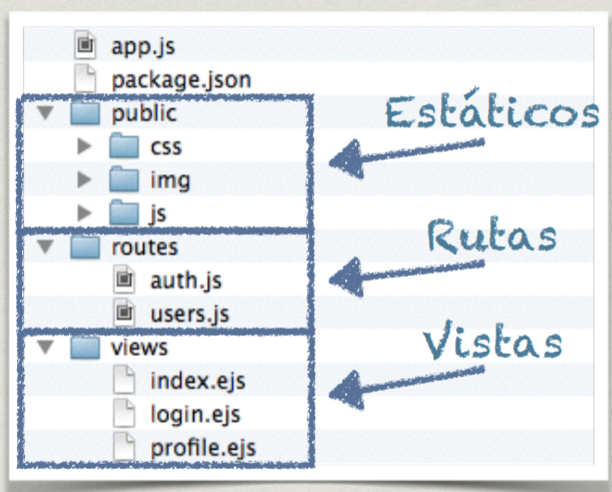 app.js
package.json
public
Estáticos
css
img
js
routes
Rutas
auth.js
users.js
views
Vistas
index.ejs
login.ejs
profile.ejs